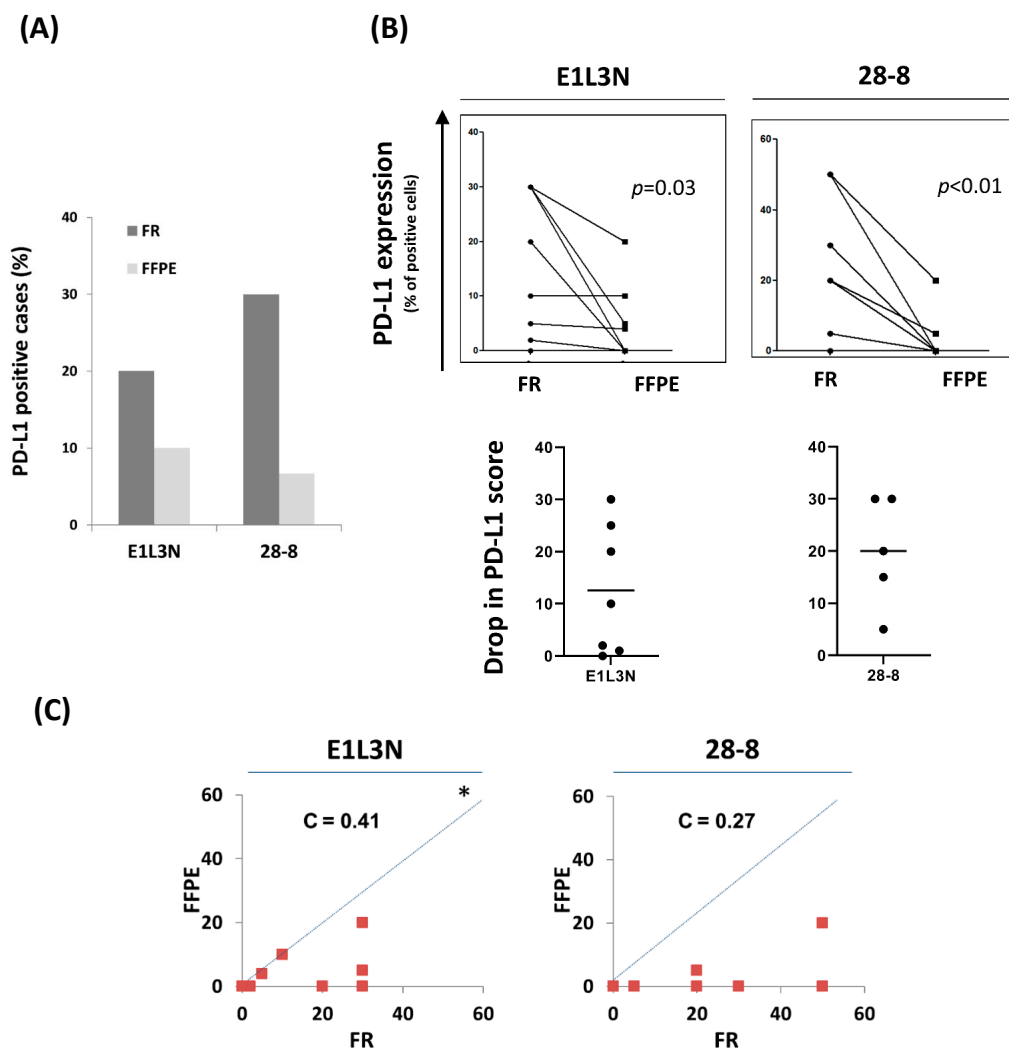 (A)
(B)
E1L3N
28-8
PD-L1 positive cases (%)
40
30
20
10
0
FR
FFPE
E1L3N
28-8
PD-L1 expression
(% of positive cells)
40
30
20
10
0
p=0.03
FR
FFPE
60
40
20
0
p<0.01
FR
FFPE
Drop in PD-L1 score
40
30
20
10
0
E1L3N
40
30
20
10
0
28-8
(C)
E1L3N
28-8
FFPE
60
40
20
0
C = 0.41
*
0
20
40
60
FR
FFPE
60
40
20
0
C = 0.27
0
20
40
60
FR